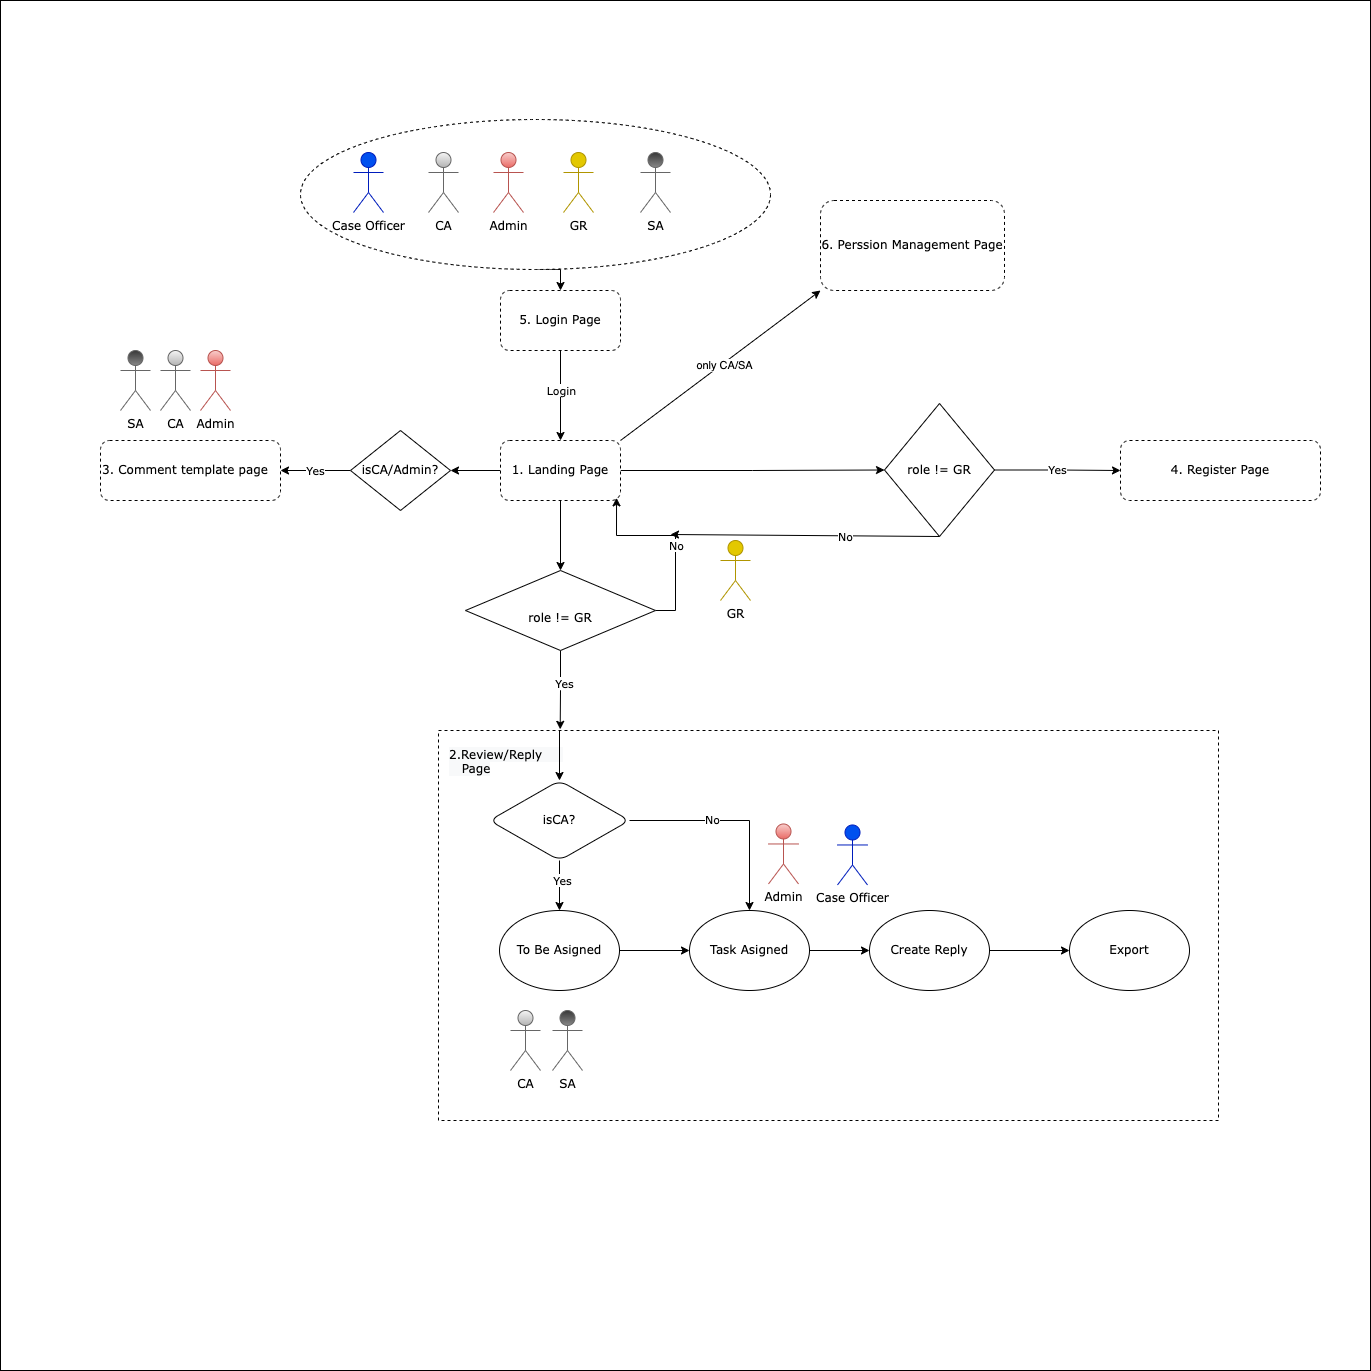 Case Officer
CA
Admin
GR
SA
6. Perssion Management Page
5. Login Page
only CA/SA
Login
SA
CA
Admin
3. Comment template page
Yes
isCA/Admin?
1. Landing Page
role != GR
Yes
4. Register Page
No
No
GR
role != GR
Yes
2.Review/Reply
Page
isCA?
No
Yes
Admin
Case Officer
To Be Asigned
Task Asigned
Create Reply
Export
CA
SA